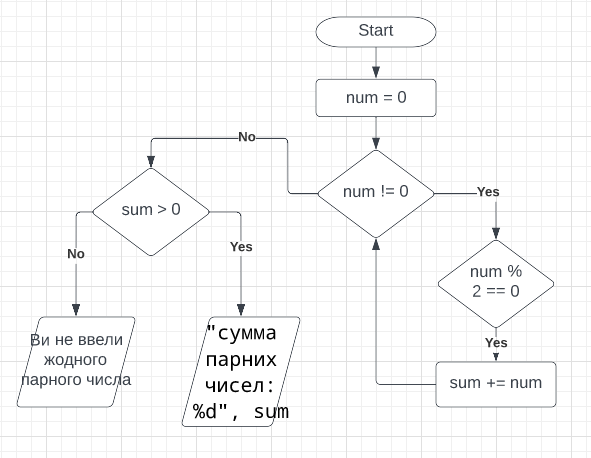 Start
num = 0
No
num != 0
Yes
sum > 0
No
Yes
num %
2 == 0
Yes
sum += num
Ви не ввели
жодного
парного числа
"сумма
парних
чисел:
%d", sum